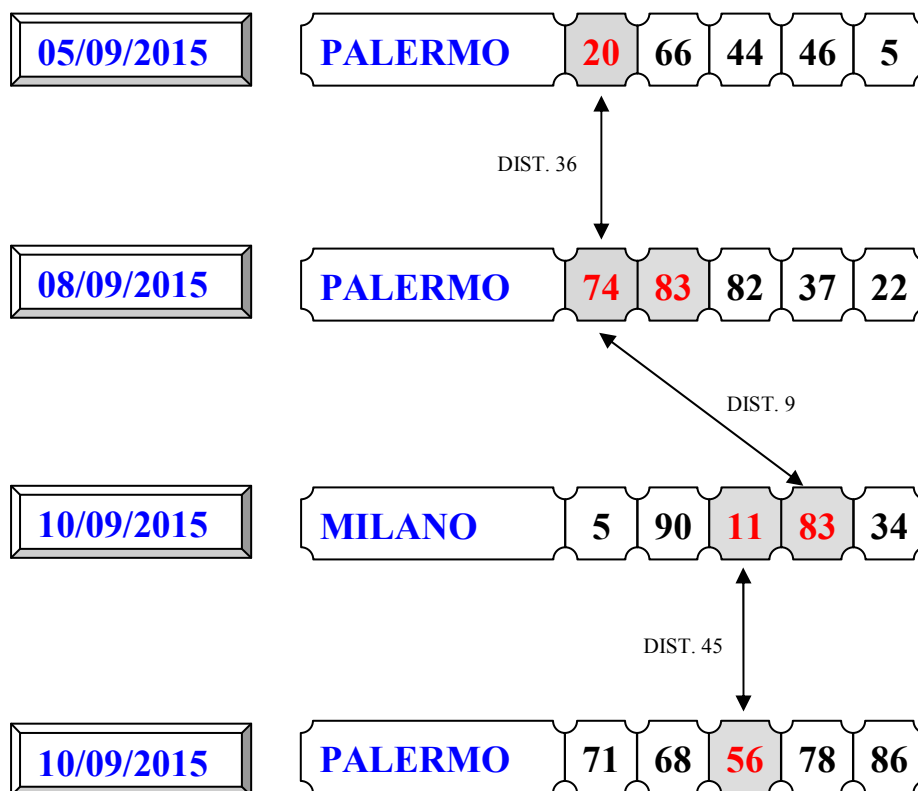 05/09/2015 PALERMO 20 66 44 46 5
DIST. 36
08/09/2015 PALERMO 74 83 82 37 22
DIST. 9
10/09/2015 MILANO 5 90 11 83 34
DIST. 45
10/09/2015 PALERMO 71 68 56 78 86